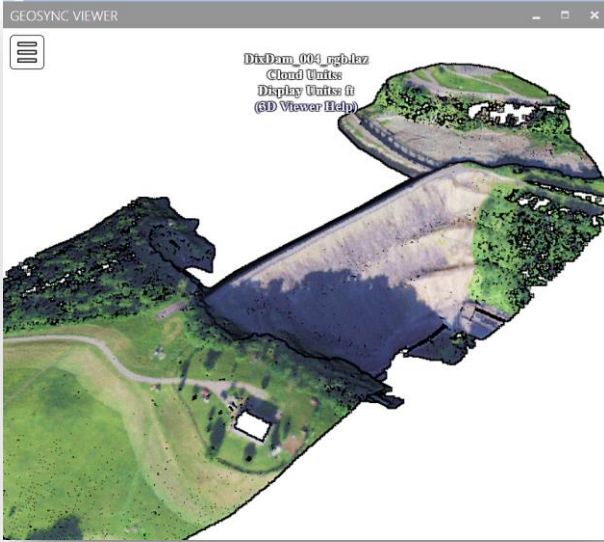 GEOSYNC VIEWER
DixDam_004_rgb.laz
Cloud Units:
Display Units: ft
(3D Viewer Help)